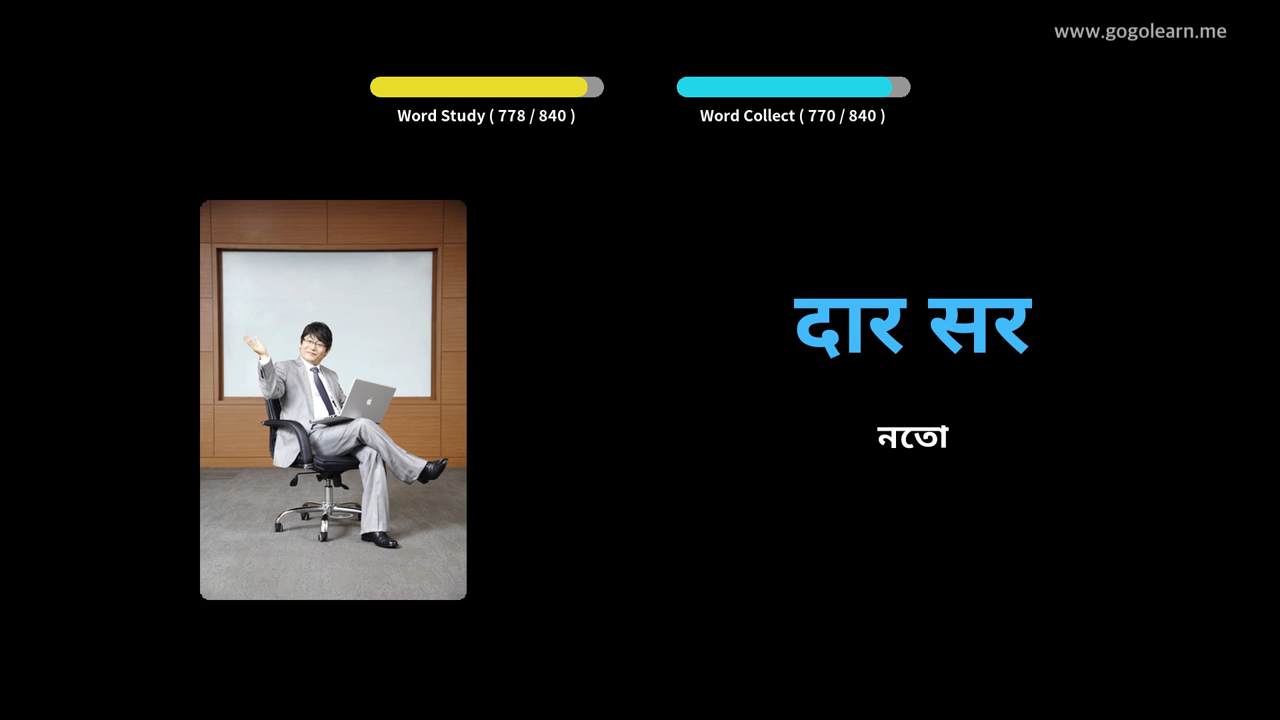 www.gogolearn.me
Word Study ( 778 / 840 )
Word Collect ( 770 / 840 )
दार सर
নতো